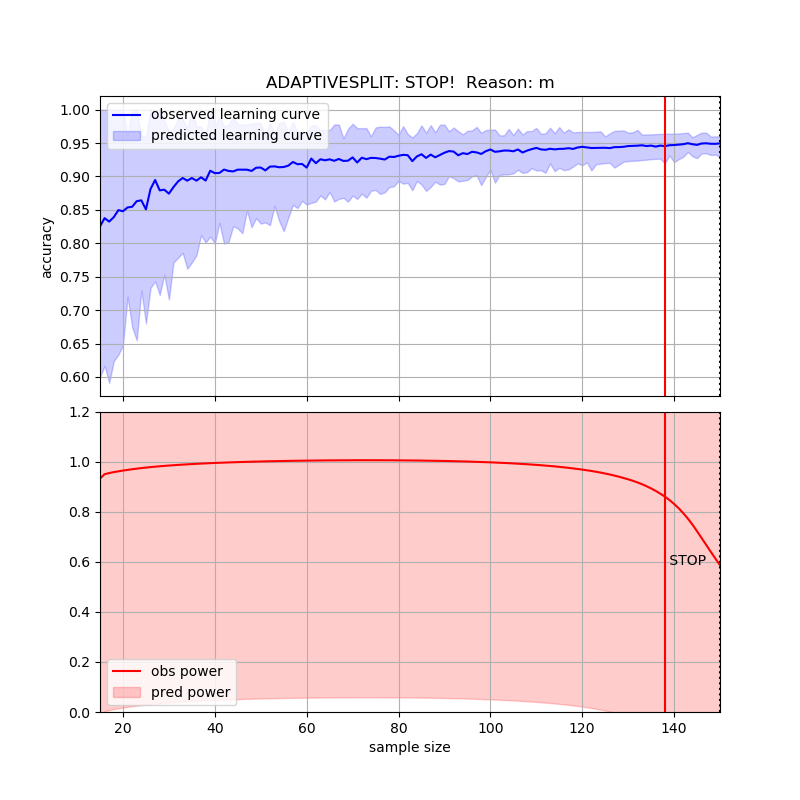 ADAPTIVESPLIT: STOP!  Reason: m
observed learning curve
predicted learning curve
accuracy
1.00
0.95
0.90
0.85
0.80
0.75
0.70
0.65
0.60
1.2
1.0
0.8
0.6
0.4
0.2
0.0
STOP
obs power
pred power
20 40 60 80 100 120 140
sample size